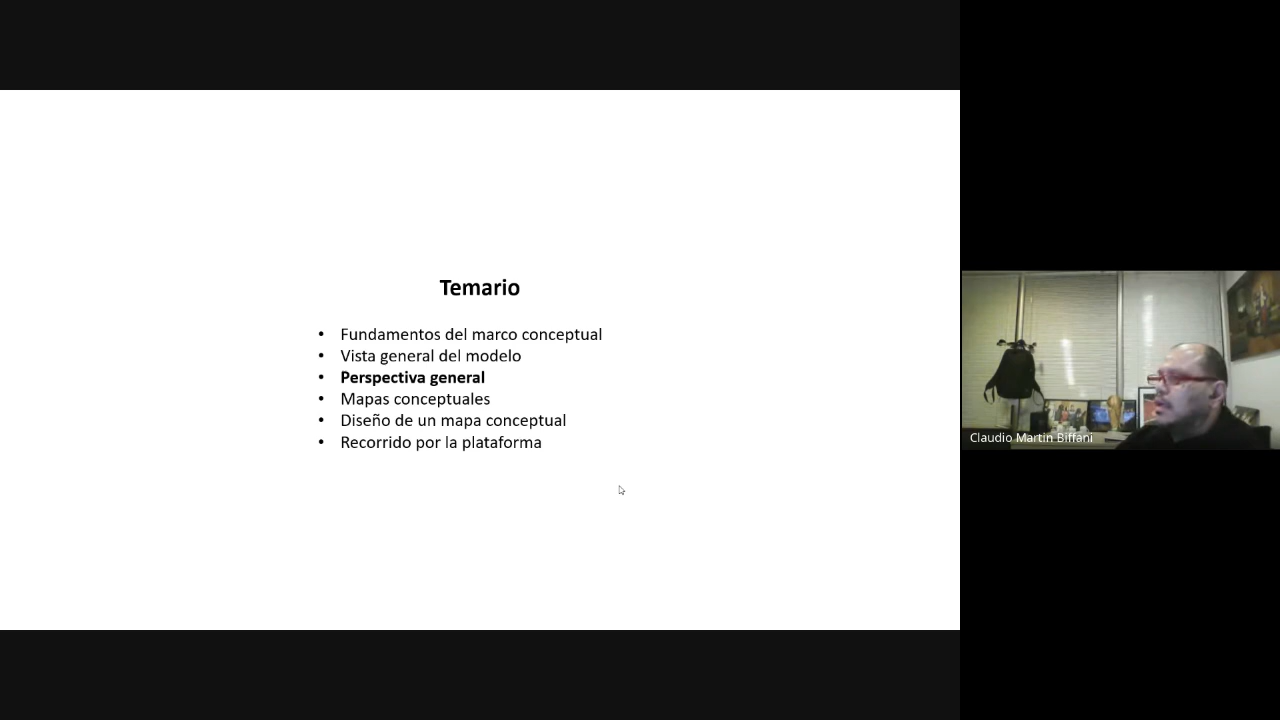 Temario
• Fundamentos del marco conceptual
• Vista general del modelo
• Perspectiva general
• Mapas conceptuales
• Diseño de un mapa conceptual
• Recorrido por la plataforma
Claudio Martin Biffani